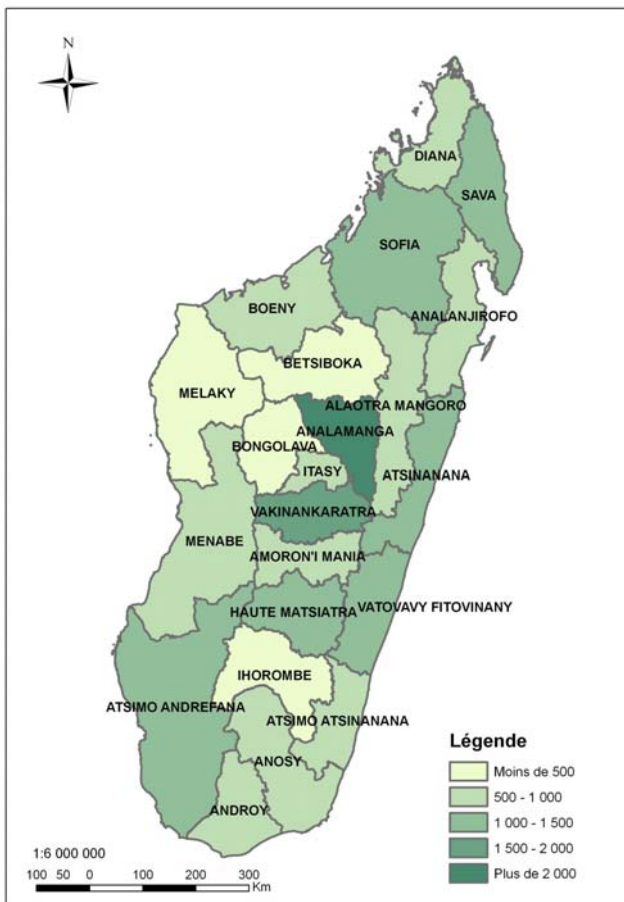 N
DIANA
SAVA
SOFIA
BOENY
ANALANJIROFO
BETSIBOKA
MELAKY
ALAOTRA MANGORO
ANALAMANGA
BONGOLAVA
ITASY
ATSINANANA
VAKINANKARATRA
MENABE
AMORON'I MANIA
HAUTE MATSIATRA
VATOVAVY FITOVINANY
IHOROMBE
ATSIMO ANDREFANA
ATSIMO ATSINANANA
ANOSY
ANDROY
Légende
Moins de 500
500 - 1 000
1 000 - 1 500
1 500 - 2 000
Plus de 2 000
1:6 000 000
100 50 0 100 200 300
Km